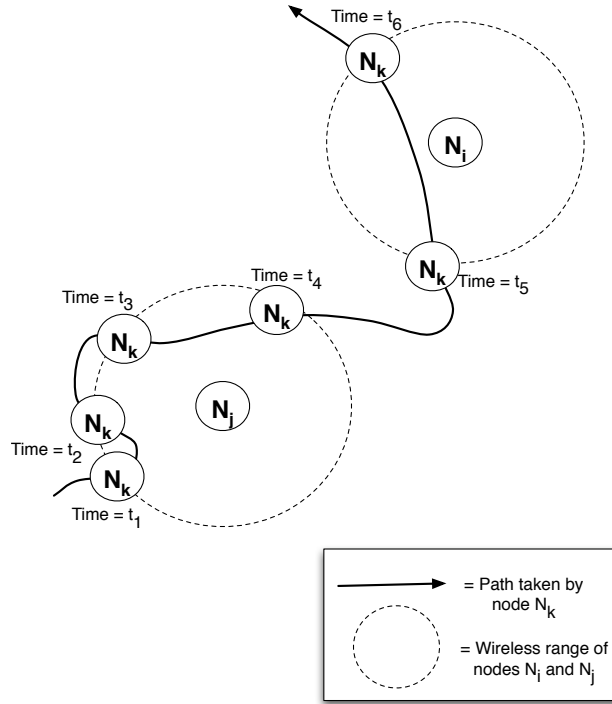 Time = t6
Nk
Ni
Nk
Time = t5
Time = t4
Time = t3
Nk
Nk
Nj
Nk
Time = t2
Nk
Time = t1
= Path taken by
node Nk
= Wireless range of
nodes Ni and Nj